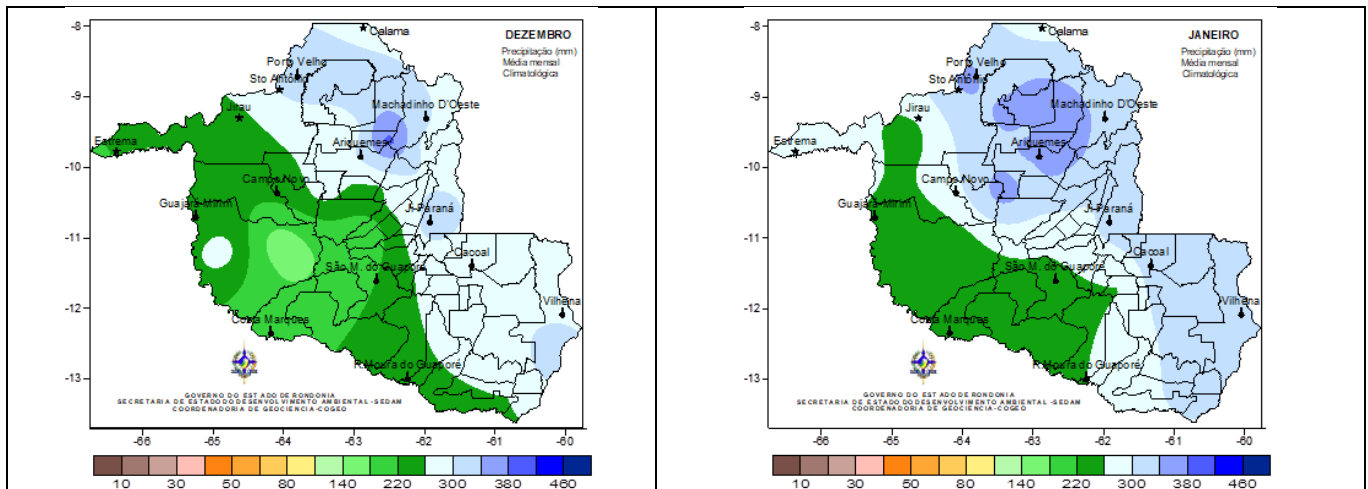 DEZEMBRO
Precipitação (mm)
Média mensal
Climatológica
-8
-9
-10
-11
-12
-13
Calama
Porto Velho
Sto Antônio
Jirau
Machadinho D'Oeste
Estrema
Ariquemes
Campo Novo
Guajará-Mirim
Ji-Paraná
Cacoal
São M. do Guaporé
Vilhena
Costa Marques
R.Moura do Guaporé
GOVERNO DO ESTADO DE RONDONIA
SECRETARIA DE ESTADO DO DESENVOLVIMENTO AMBIENTAL -SEDAM
COORDENADORIA DE GEOCIENCIA-COGEO
-66 -65 -64 -63 -62 -61 -60
10 30 50 80 140 220 300 380 460
JANEIRO
Precipitação (mm)
Média mensal
Climatológica
-8
-9
-10
-11
-12
-13
Calama
Porto Velho
Sto Antônio
Jirau
Machadinho D'Oeste
Estrema
Ariquemes
Campo Novo
Guajará-Mirim
Ji-Paraná
Cacoal
São M. do Guaporé
Vilhena
Costa Marques
R.Moura do Guaporé
GOVERNO DO ESTADO DE RONDONIA
SECRETARIA DE ESTADO DO DESENVOLVIMENTO AMBIENTAL -SEDAM
COORDENADORIA DE GEOCIENCIA-COGEO
-66 -65 -64 -63 -62 -61 -60
10 30 50 80 140 220 300 380 460